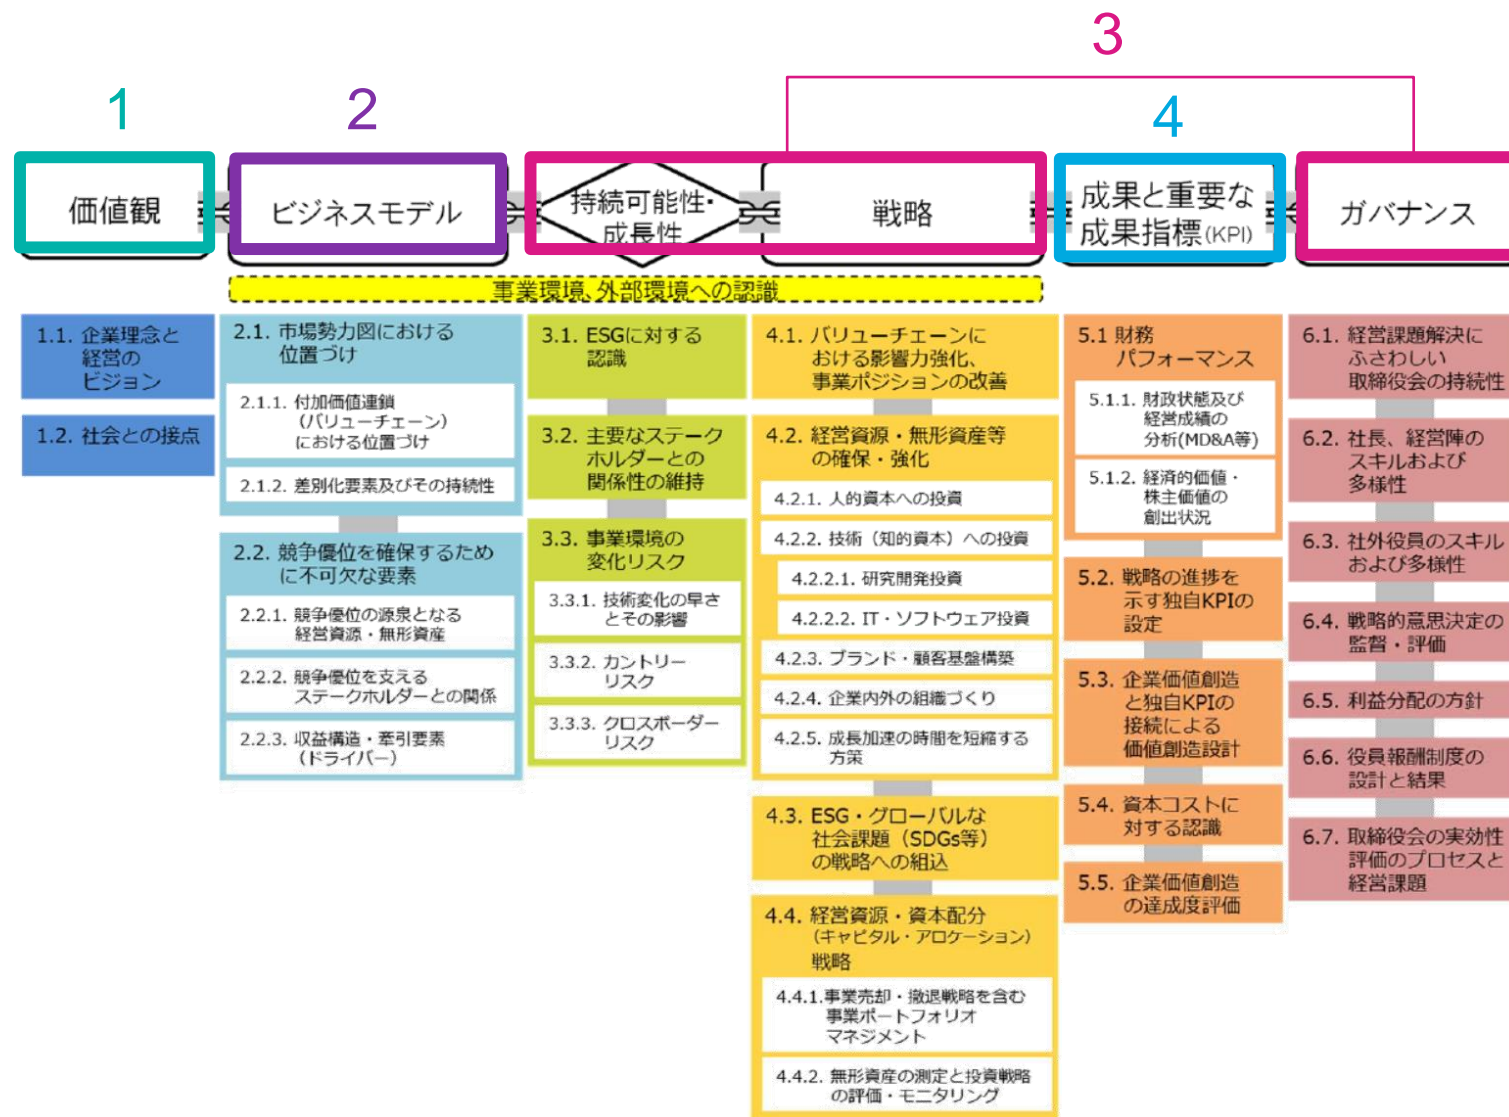 3
1
2
4
価値観
ビジネスモデル
持続可能性・
成長性
戦略
成果と重要な
成果指標(KPI)
ガバナンス
事業環境、外部環境への認識
1.1. 企業理念と
経営の
ビジョン
1.2. 社会との接点
2.1. 市場勢力図における
位置づけ
2.1.1. 付加価値連鎖
(バリューチェーン)
における位置づけ
2.1.2. 差別化要素及びその持続性
2.2. 競争優位を確保するため
に不可欠な要素
2.2.1. 競争優位の源泉となる
経営資源・無形資産
2.2.2. 競争優位を支える
ステークホルダーとの関係
2.2.3. 収益構造・牽引要素
(ドライバー)
3.1. ESGに対する
認識
3.2. 主要なステーク
ホルダーとの
関係性の維持
3.3. 事業環境の
変化リスク
3.3.1. 技術変化の早さ
とその影響
3.3.2. カントリー
リスク
3.3.3. クロスボーダー
リスク
4.1. バリューチェーンに
おける影響力強化、
事業ポジションの改善
4.2. 経営資源・無形資産等
の確保・強化
4.2.1. 人的資本への投資
4.2.2. 技術（知的資本）への投資
4.2.2.1. 研究開発投資
4.2.2.2. IT・ソフトウェア投資
4.2.3. ブランド・顧客基盤構築
4.2.4. 企業内外の組織づくり
4.2.5. 成長加速の時間を短縮する
方策
4.3. ESG・グローバルな
社会課題（SDGs等）
の戦略への組込
4.4. 経営資源・資本配分
(キャピタル・アロケーション)
戦略
4.4.1.事業売却・撤退戦略を含む
事業ポートフォリオ
マネジメント
4.4.2. 無形資産の測定と投資戦略
の評価・モニタリング
5.1 財務
パフォーマンス
5.1.1. 財政状態及び
経営成績の
分析(MD&A等)
5.1.2. 経済的価値・
株主価値の
創出状況
5.2. 戦略の進捗を
示す独自KPIの
設定
5.3. 企業価値創造
と独自KPIの
接続による
価値創造設計
5.4. 資本コストに
対する認識
5.5. 企業価値創造
の達成度評価
6.1. 経営課題解決に
ふさわしい
取締役会の持続性
6.2. 社長、経営陣の
スキルおよび
多様性
6.3. 社外役員のスキル
および多様性
6.4. 戦略的意思決定の
監督・評価
6.5. 利益分配の方針
6.6. 役員報酬制度の
設計と結果
6.7. 取締役会の実効性
評価のプロセスと
経営課題